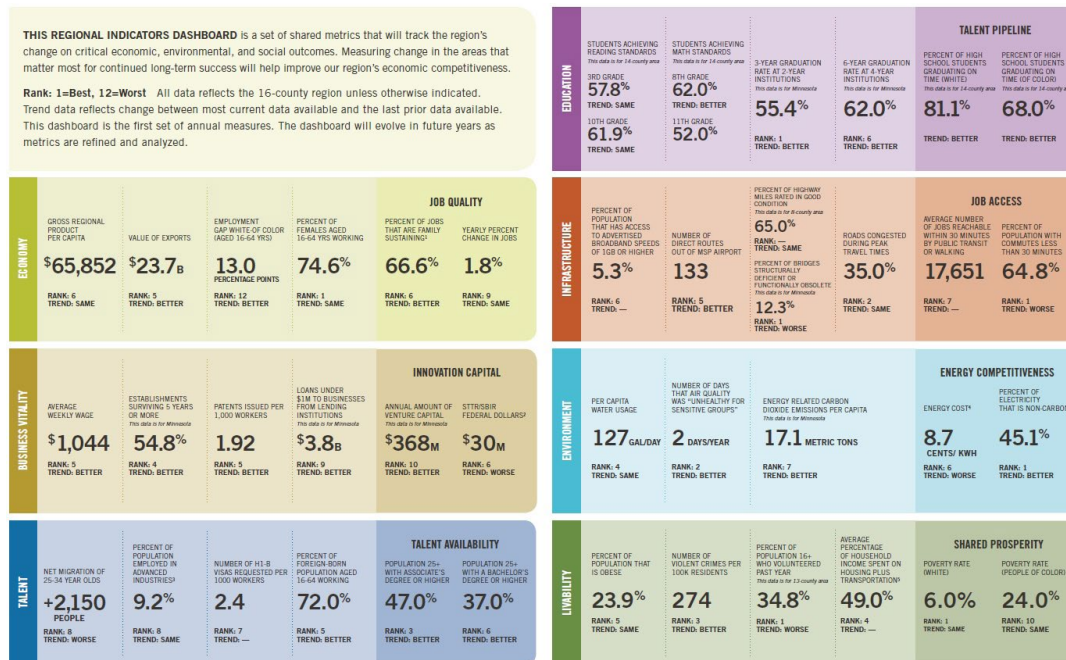 THIS REGIONAL INDICATORS DASHBOARD is a set of shared metrics that will track the region's
change on critical economic, environmental, and social outcomes. Measuring change in the areas that
matter most for continued long-term success will help improve our region's economic competitiveness.
Rank: 1=Best, 12=Worst All data reflects the 16-county region unless otherwise indicated.
Trend data reflects change between most current data available and the last prior data available.
This dashboard is the first set of annual measures. The dashboard will evolve in future years as
metrics are refined and analyzed.
ECONOMY
GROSS REGIONAL
PRODUCT
PER CAPITA
$65,852
RANK: 6
TREND: SAME
VALUE OF EXPORTS
$23.7B
RANK: 5
TREND: BETTER
EMPLOYMENT
GAP WHITE-OF COLOR
(AGED 16-64 YRS)
13.0
PERCENTAGE POINTS
RANK: 12
TREND: BETTER
PERCENT OF
FEMALES AGED
16-64 YRS WORKING
74.6%
RANK: 1
TREND: SAME
JOB QUALITY
PERCENT OF JOBS
THAT ARE FAMILY
SUSTAINING¹
66.6%
RANK: 6
TREND: BETTER
YEARLY PERCENT
CHANGE IN JOBS
1.8%
RANK: 9
TREND: SAME
BUSINESS VITALITY
AVERAGE
WEEKLY WAGE
$1,044
RANK: 5
TREND: BETTER
ESTABLISHMENTS
SURVIVING 5 YEARS
OR MORE
This data is for Minnesota
54.8%
RANK: 4
TREND: BETTER
PATENTS ISSUED PER
1,000 WORKERS
1.92
RANK: 5
TREND: BETTER
LOANS UNDER
$1M TO BUSINESSES
FROM LENDING
INSTITUTIONS
This data is for Minnesota
$3.8B
RANK: 9
TREND: BETTER
INNOVATION CAPITAL
ANNUAL AMOUNT OF
VENTURE CAPITAL
This data is for Minnesota
$368M
RANK: 10
TREND: BETTER
STTR/SBIR
FEDERAL DOLLARS²
$30M
RANK: 6
TREND: WORSE
TALENT
NET MIGRATION OF
25-34 YEAR OLDS
+2,150
PEOPLE
RANK: 8
TREND: WORSE
PERCENT OF
POPULATION
EMPLOYED IN
ADVANCED
INDUSTRIES³
9.2%
RANK: 8
TREND: SAME
NUMBER OF H1-B
VISAS REQUESTED PER
1000 WORKERS
2.4
RANK: 7
TREND: —
PERCENT OF
FOREIGN-BORN
POPULATION AGED
16-64 WORKING
72.0%
RANK: 5
TREND: BETTER
TALENT AVAILABILITY
POPULATION 25+
WITH ASSOCIATE'S
DEGREE OR HIGHER
47.0%
RANK: 3
TREND: BETTER
POPULATION 25+
WITH A BACHELOR'S
DEGREE OR HIGHER
37.0%
RANK: 6
TREND: BETTER
EDUCATION
STUDENTS ACHIEVING
READING STANDARDS
This data is for 14-county area
3RD GRADE
57.8%
TREND: SAME
10TH GRADE
61.9%
TREND: SAME
STUDENTS ACHIEVING
MATH STANDARDS
This data is for 14-county area
8TH GRADE
62.0%
TREND: BETTER
11TH GRADE
52.0%
3-YEAR GRADUATION
RATE AT 2-YEAR
INSTITUTIONS
This data is for Minnesota
55.4%
RANK: 1
TREND: BETTER
6-YEAR GRADUATION
RATE AT 4-YEAR
INSTITUTIONS
This data is for Minnesota
62.0%
RANK: 6
TREND: BETTER
TALENT PIPELINE
PERCENT OF HIGH
SCHOOL STUDENTS
GRADUATING ON
TIME (WHITE)
This data is for 14-county area
81.1%
TREND: BETTER
PERCENT OF HIGH
SCHOOL STUDENTS
GRADUATING ON
TIME (OF COLOR)
This data is for 14-county
68.0%
TREND: BETTER
INFRASTRUCTURE
PERCENT OF
POPULATION
THAT HAS ACCESS
TO ADVERTISED
BROADBAND SPEEDS
OF 1GB OR HIGHER
5.3%
RANK: 6
TREND: —
NUMBER OF
DIRECT ROUTES
OUT OF MSP AIRPORT
133
RANK: 5
TREND: BETTER
PERCENT OF HIGHWAY
MILES RATED IN GOOD
CONDITION
This data is for 8-county area
65.0%
RANK: —
TREND: SAME
PERCENT OF BRIDGES
STRUCTURALLY
DEFICIENT OR
FUNCTIONALLY OBSOLETE
This data is for Minnesota
12.3%
RANK: 1
TREND: WORSE
ROADS CONGESTED
DURING PEAK
TRAVEL TIMES
35.0%
RANK: 2
TREND: SAME
JOB ACCESS
AVERAGE NUMBER
OF JOBS REACHABLE
WITHIN 30 MINUTES
BY PUBLIC TRANSIT
OR WALKING
17,651
RANK: 7
TREND: —
PERCENT OF
POPULATION WITH
COMMUTES LESS
THAN 30 MINUTES
64.8%
RANK: 1
TREND: WORSE
ENVIRONMENT
PER CAPITA
WATER USAGE
127 GAL/DAY
RANK: 4
TREND: SAME
NUMBER OF DAYS
THAT AIR QUALITY
WAS "UNHEALTHY FOR
SENSITIVE GROUPS"
2 DAYS/YEAR
RANK: 2
TREND: BETTER
ENERGY RELATED CARBON
DIOXIDE EMISSIONS PER CAPITA
This data is for Minnesota
17.1 METRIC TONS
RANK: 7
TREND: BETTER
ENERGY COMPETITIVENESS
ENERGY COST⁴
8.7
CENTS/ KWH
RANK: 6
TREND: WORSE
PERCENT OF
ELECTRICITY
THAT IS NON-CARBON
45.1%
RANK: 1
TREND: BETTER
LIVABILITY
PERCENT OF
POPULATION THAT
IS OBESE
23.9%
RANK: 5
TREND: SAME
NUMBER OF
VIOLENT CRIMES PER
100K RESIDENTS
274
RANK: 3
TREND: BETTER
PERCENT OF
POPULATION 16+
WHO VOLUNTEERED
PAST YEAR
This data is for 13-county area
34.8%
RANK: 1
TREND: WORSE
AVERAGE
PERCENTAGE
OF HOUSEHOLD
INCOME SPENT ON
HOUSING PLUS
TRANSPORTATION⁵
49.0%
RANK: 4
TREND: —
SHARED PROSPERITY
POVERTY RATE
(WHITE)
6.0%
RANK: 1
TREND: SAME
POVERTY RATE
(PEOPLE OF COLOR)
24.0%
RANK: 10
TREND: SAME